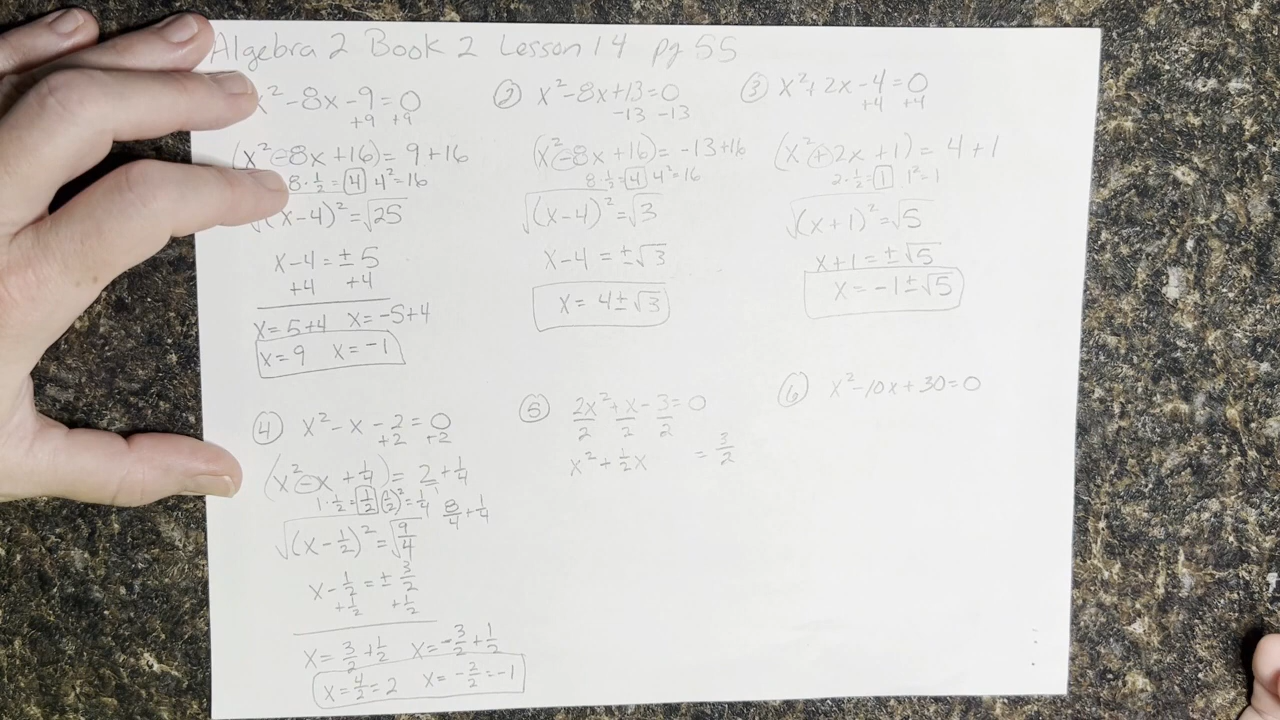 Algebra 2 Book 2 Lesson 14 pg 55
x² - 8x - 9 = 0
+9 +9
(x² - 8x + 16) = 9 + 16
8 · 1/2 = 4 4² = 16
√(x - 4)² = √25
x - 4 = ± 5
+4 +4
x = 5 + 4 x = -5 + 4
x = 9 x = -1
② x² - 8x + 13 = 0
-13 -13
(x² - 8x + 16) = -13 + 16
8 · 1/2 = 4 4² = 16
√(x - 4)² = √3
x - 4 = ± √3
x = 4 ± √3
③ x² + 2x - 4 = 0
+4 +4
(x² + 2x + 1) = 4 + 1
2 · 1/2 = 1 1² = 1
√(x + 1)² = √5
x + 1 = ± √5
x = -1 ± √5
④ x² - x - 2 = 0
+2 +2
(x² - x + 1/4) = 2 + 1/4
1 · 1/2 = 1/2 (1/2)² = 1/4 8/4 + 1/4
√(x - 1/2)² = √9/4
x - 1/2 = ± 3/2
+1/2 +1/2
x = 3/2 + 1/2 x = -3/2 + 1/2
x = 4/2 = 2 x = -2/2 = -1
⑤ 2x² + x - 3 = 0
2 2 2
x² + 1/2 x = 3/2
⑥ x² - 10x + 30 = 0